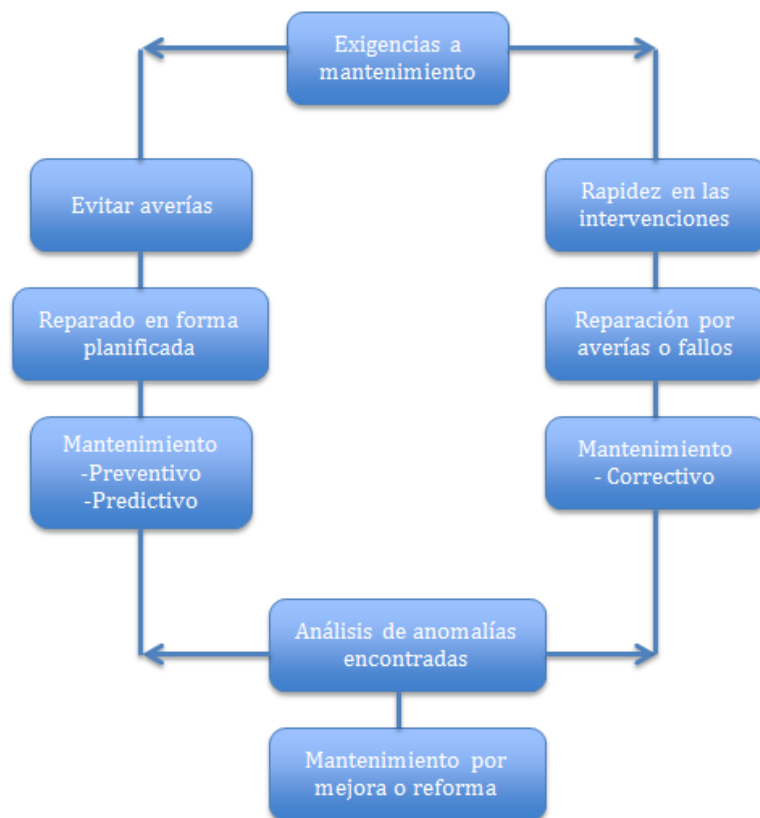 Exigencias a
mantenimiento
Evitar averías
Rapidez en las
intervenciones
Reparado en forma
planificada
Reparación por
averías o fallos
Mantenimiento
-Preventivo
-Predictivo
Mantenimiento
- Correctivo
Análisis de anomalías
encontradas
Mantenimiento por
mejora o reforma